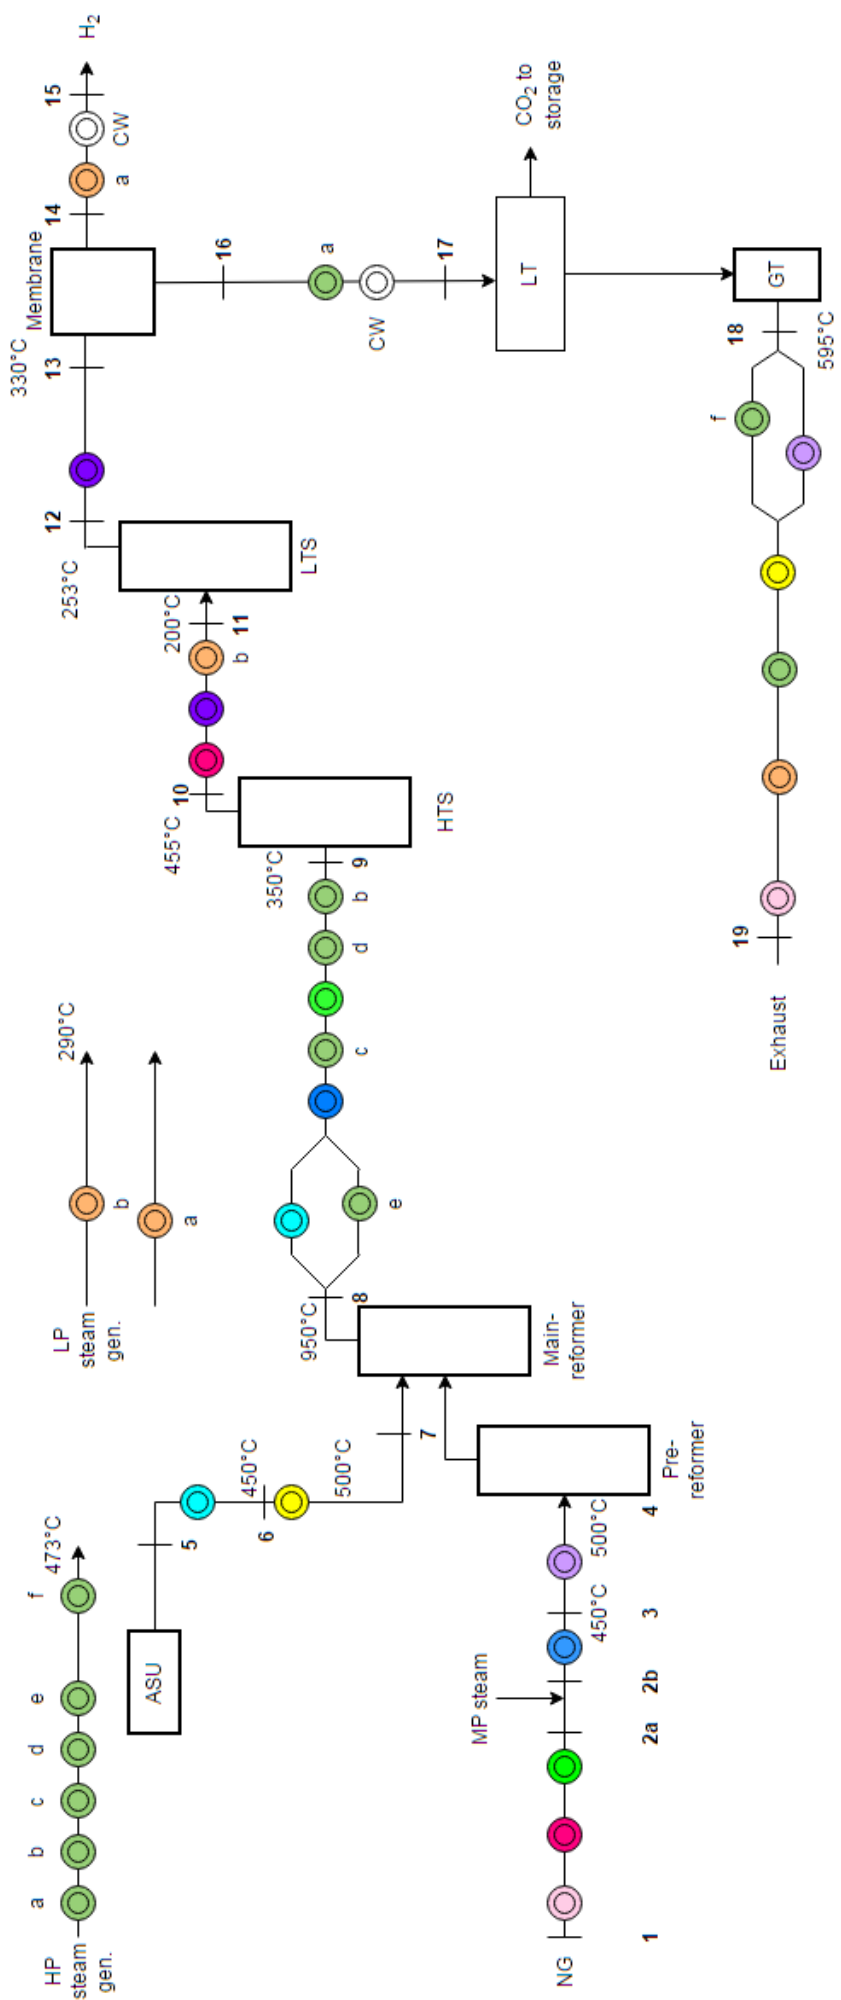 HP
steam
gen.
a
b
c
d
e
f
473°C
LP
steam
gen.
b
290°C
a
ASU
5
450°C
6
500°C
7
NG
1
2a
MP steam
2b
3
450°C
500°C
4
Pre-
reformer
Main-
reformer
950°C
8
e
c
d
b
350°C
9
HTS
455°C
10
b
200°C
11
LTS
253°C
12
330°C
13
Membrane
14
a
CW
15
H₂
16
a
CW
17
LT
CO₂ to
storage
GT
18
595°C
f
19
Exhaust